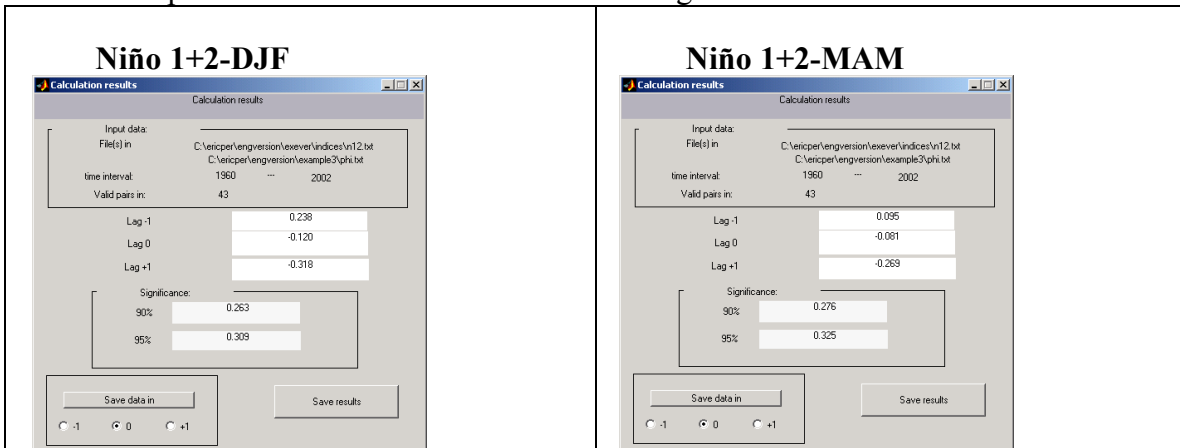 Niño 1+2-DJF
Calculation results
Calculation results
Input data:
File(s) in
C:\ericper\engversion\exever\indices\n12.txt
C:\ericper\engversion\example3\phi.txt
time interval: 1960 --- 2002
Valid pairs in: 43
Lag -1 0.238
Lag 0 -0.120
Lag +1 -0.318
Significance:
90% 0.263
95% 0.309
Save data in
Save results
-1 0 +1
Niño 1+2-MAM
Calculation results
Calculation results
Input data:
File(s) in
C:\ericper\engversion\exever\indices\n12.txt
C:\ericper\engversion\example3\phi.txt
time interval: 1960 --- 2002
Valid pairs in: 43
Lag -1 0.095
Lag 0 -0.081
Lag +1 -0.269
Significance:
90% 0.276
95% 0.325
Save data in
Save results
-1 0 +1